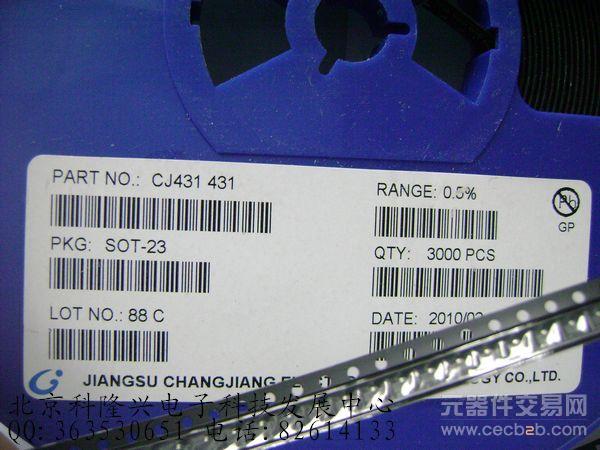 PART NO.: CJ431 431
RANGE: 0.5%
Pb
GP
PKG: SOT-23
QTY: 3000 PCS
LOT NO.: 88 C
DATE: 2010/02
JIANGSU CHANGJIANG CO.,LTD.
北京科隆兴电子科技发展中心
QQ:363530651 电话:82614133
元器件交易网
www.cecb2b.com